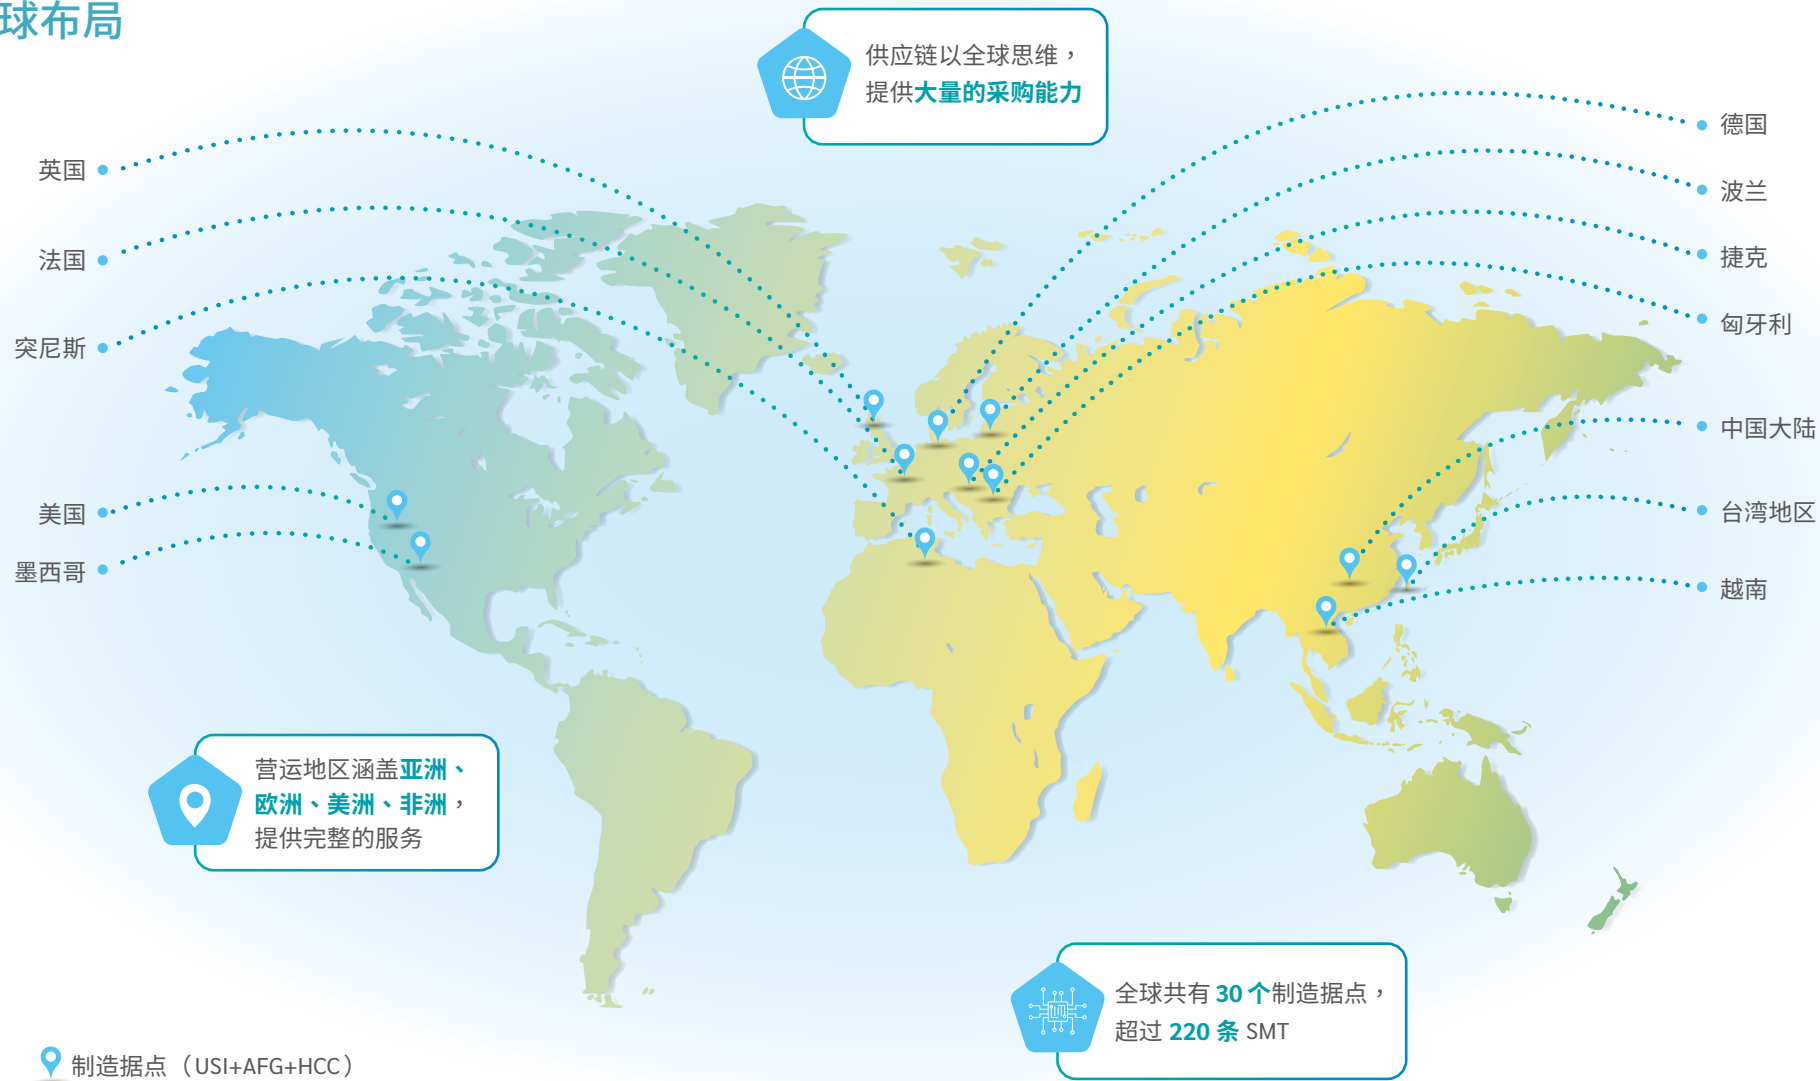 球布局
供应链以全球思维，
提供大量的采购能力
英国
法国
突尼斯
美国
墨西哥
德国
波兰
捷克
匈牙利
中国大陆
台湾地区
越南
营运地区涵盖亚洲、
欧洲、美洲、非洲，
提供完整的服务
全球共有 30 个制造据点，
超过 220 条 SMT
制造据点（USI+AFG+HCC）